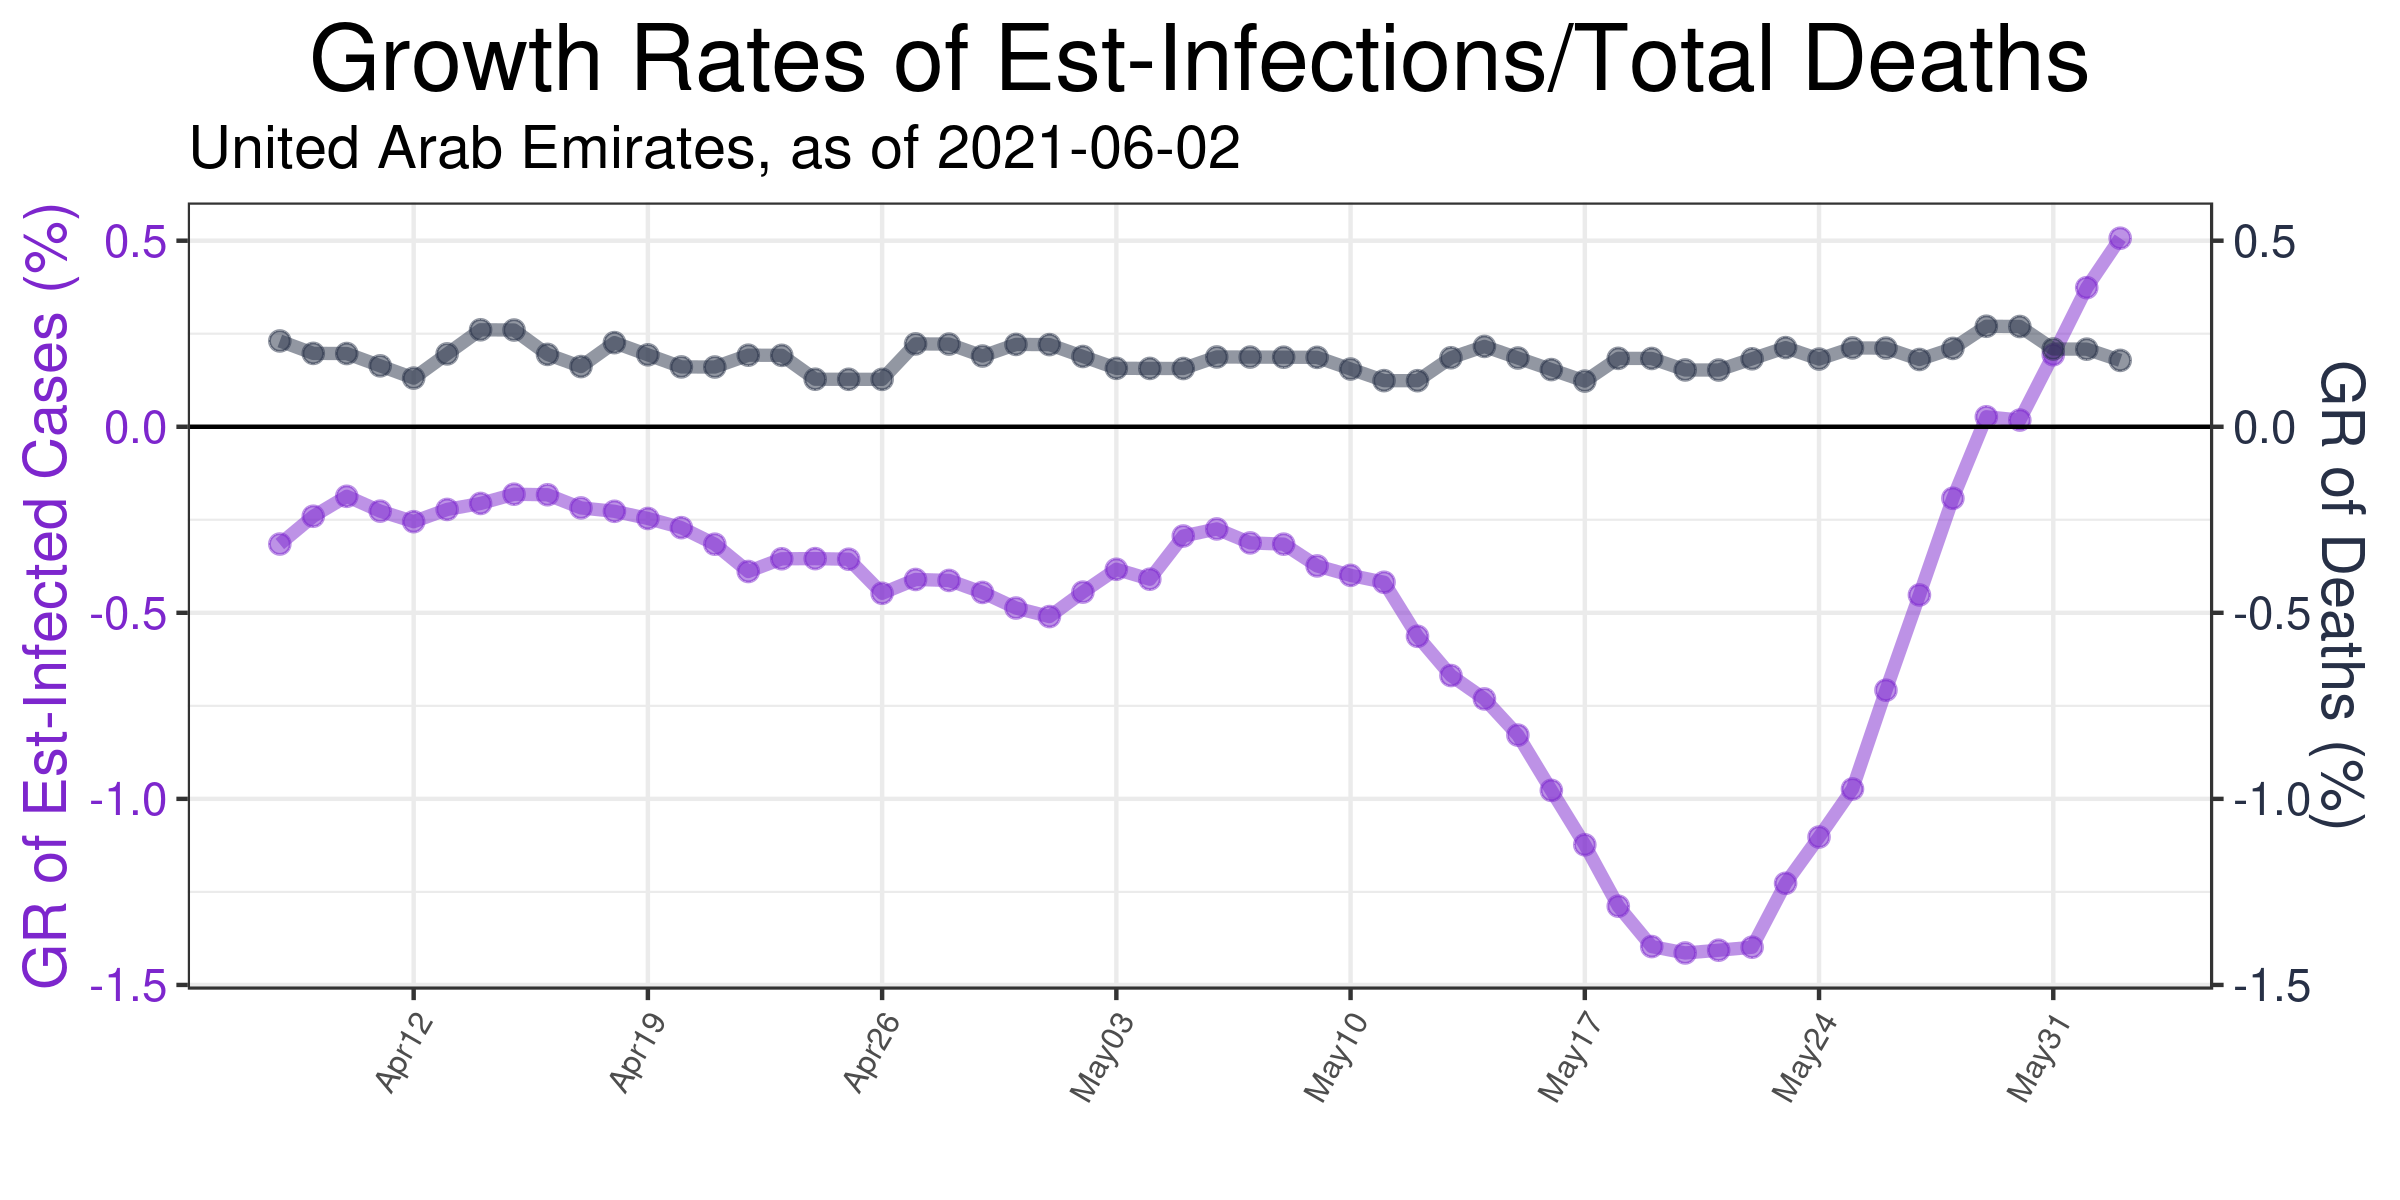 Growth Rates of Est-Infections/Total Deaths
United Arab Emirates, as of 2021-06-02
GR of Est-Infected Cases (%)
0.5
0.0
-0.5
-1.0
-1.5
0.5
0.0
-0.5
-1.0
-1.5
GR of Deaths (%)
Apr12
Apr19
Apr26
May03
May10
May17
May24
May31